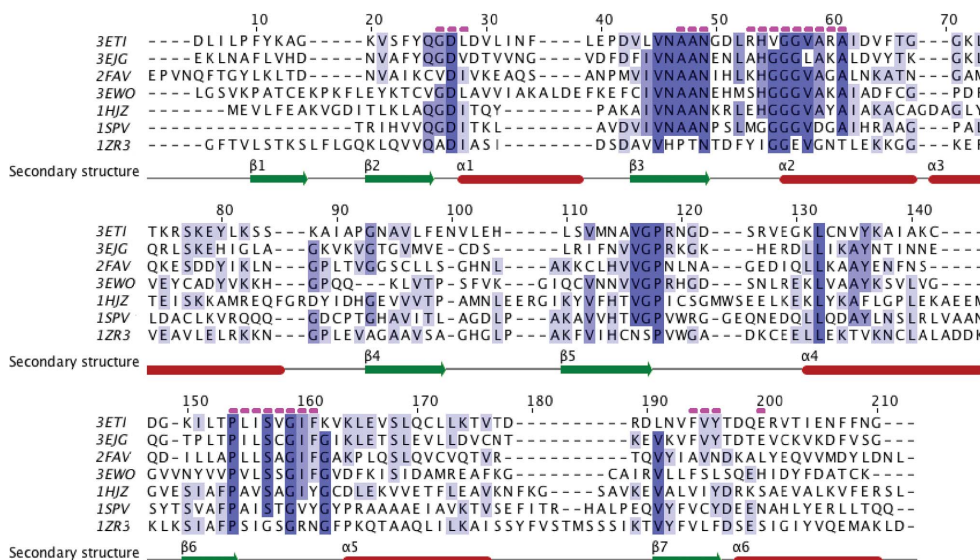 10 20 30 40 50 60 70
3ETI ----DLILPFYKAG-----KVSFYQGDLDVLINF---LEPDVLVNAANGDLRHVGGVARAIDVFTG--GKL
3EJG ----EKLNAFLVHD-----NVAFYQGDVDTVVNG---VDFDFIVNAANENLAHGGGLAKALDVYTK--GKL
2FAV EPVNQFTGYLKLTD-----NVAIKCVDIVKEAQS---ANPMVIVNAANIHLKHGGGVAGALNKATN--GAM
3EWO ----LGSVKPATCEKPKFLEYKTCVGDLAVVIAKALDEFKEFCIVNAANEHMSHGGGVAKAIADFCG--PDF
1HJZ -------MEVLFEAKVGDITLKLAQGDITQY------PAKAIVNAANKRLEHGGGVAYAIAKACAGDAGLY
1SPV ------------------TRIHVVQGDITKL------AVDVIVNAANPSLMGGGGVDGAIHRAAG--PAL
1ZR3 -----GFTVLSTKSLFLGQKLQVVQADIASI------DSDAVVHPTNTDFYIGGEVGNTLEKKGG--KEF
Secondary structure β1 β2 α1 β3 α2 α3
80 90 100 110 120 130 140
3ETI TKRSKEYLKSS---KAIAPGNAVLFENVLEH------LSVMNAVGPRNGD---SRVEGKLCNVYKAIAKC-----
3EJG QRLSKEHIGLA---GKVKVGTGVMVE-CDS-------LRIFNVVGPRKGK---HERDLLIKAYNTINNE-----
2FAV QKESDDYIKLN---GPLTVGGSCLLS-GHNL-----AKKCLHVVGPNLNA---GEDIQLLKAAYENFNS-----
3EWO VEYCADYVKKH---GPQQ---KLVTP-SFVK----GIQCVNNVVGPRHGD---SNLREKLVAAYKSVLVG----
1HJZ TEISKKAMREQFGRDYIDHGEVVVTP-AMNLEERGIKYVFHTVGPICSGMWSEELKEKLYKAFLGPLEKAEEM
1SPV LDACLKVRQQQ---GDCPTGHAVITL-AGDLP---AKAVVHTVGPVWRG-GEQNEDQLLQDAYLNSLRLVAAN
1ZR3 VEAVLELRKKN---GPLEVAGAAVSA-GHGLP---AKFVIHCNSPVWGA---DKCEELLEKTVKNCLALADDK
Secondary structure β4 β5 α4
150 160 170 180 190 200 210
3ETI DG-KILTPLISVGIFKVKLEVSLQCLLKTVTD----------RDLNVFVYTDQERVTIENFFNG----
3EJG QG-TPLTPILSCGIFGIKLETSLEVLLDVCNT----------KEVKVFVYTDTEVCKVKDFVSG----
2FAV QD-ILLAPLLSAGIFGAKPLQSLQVCVQTVR-----------TQVYIAVNDKALYEQVVMDYLDNL-
3EWO GVVNYVVPVLSSGIFGVDFKISIDAMREAFKG--------CAIRVLLFSLSQEHIDYFDATCK----
1HJZ GVESIAFPAVSAGIYGCDLEKVVETFLEAVKNFKG-----SAVKEVALVIYDRKSAEVALKVFERSL-
1SPV SYTSVAFPAISTGVYGYPRAAAAEIAVKTVSEFITR--HALPEQVYFVCYDEENAHLYERLLTQQ--
1ZR3 KLKSIAFPSIGSGRNGFPKQTAAQLILKAISSYFVSTMSSSIKTVYFVLFDSESIGIYVQEMAKLD-
Secondary structure β6 α5 β7 α6